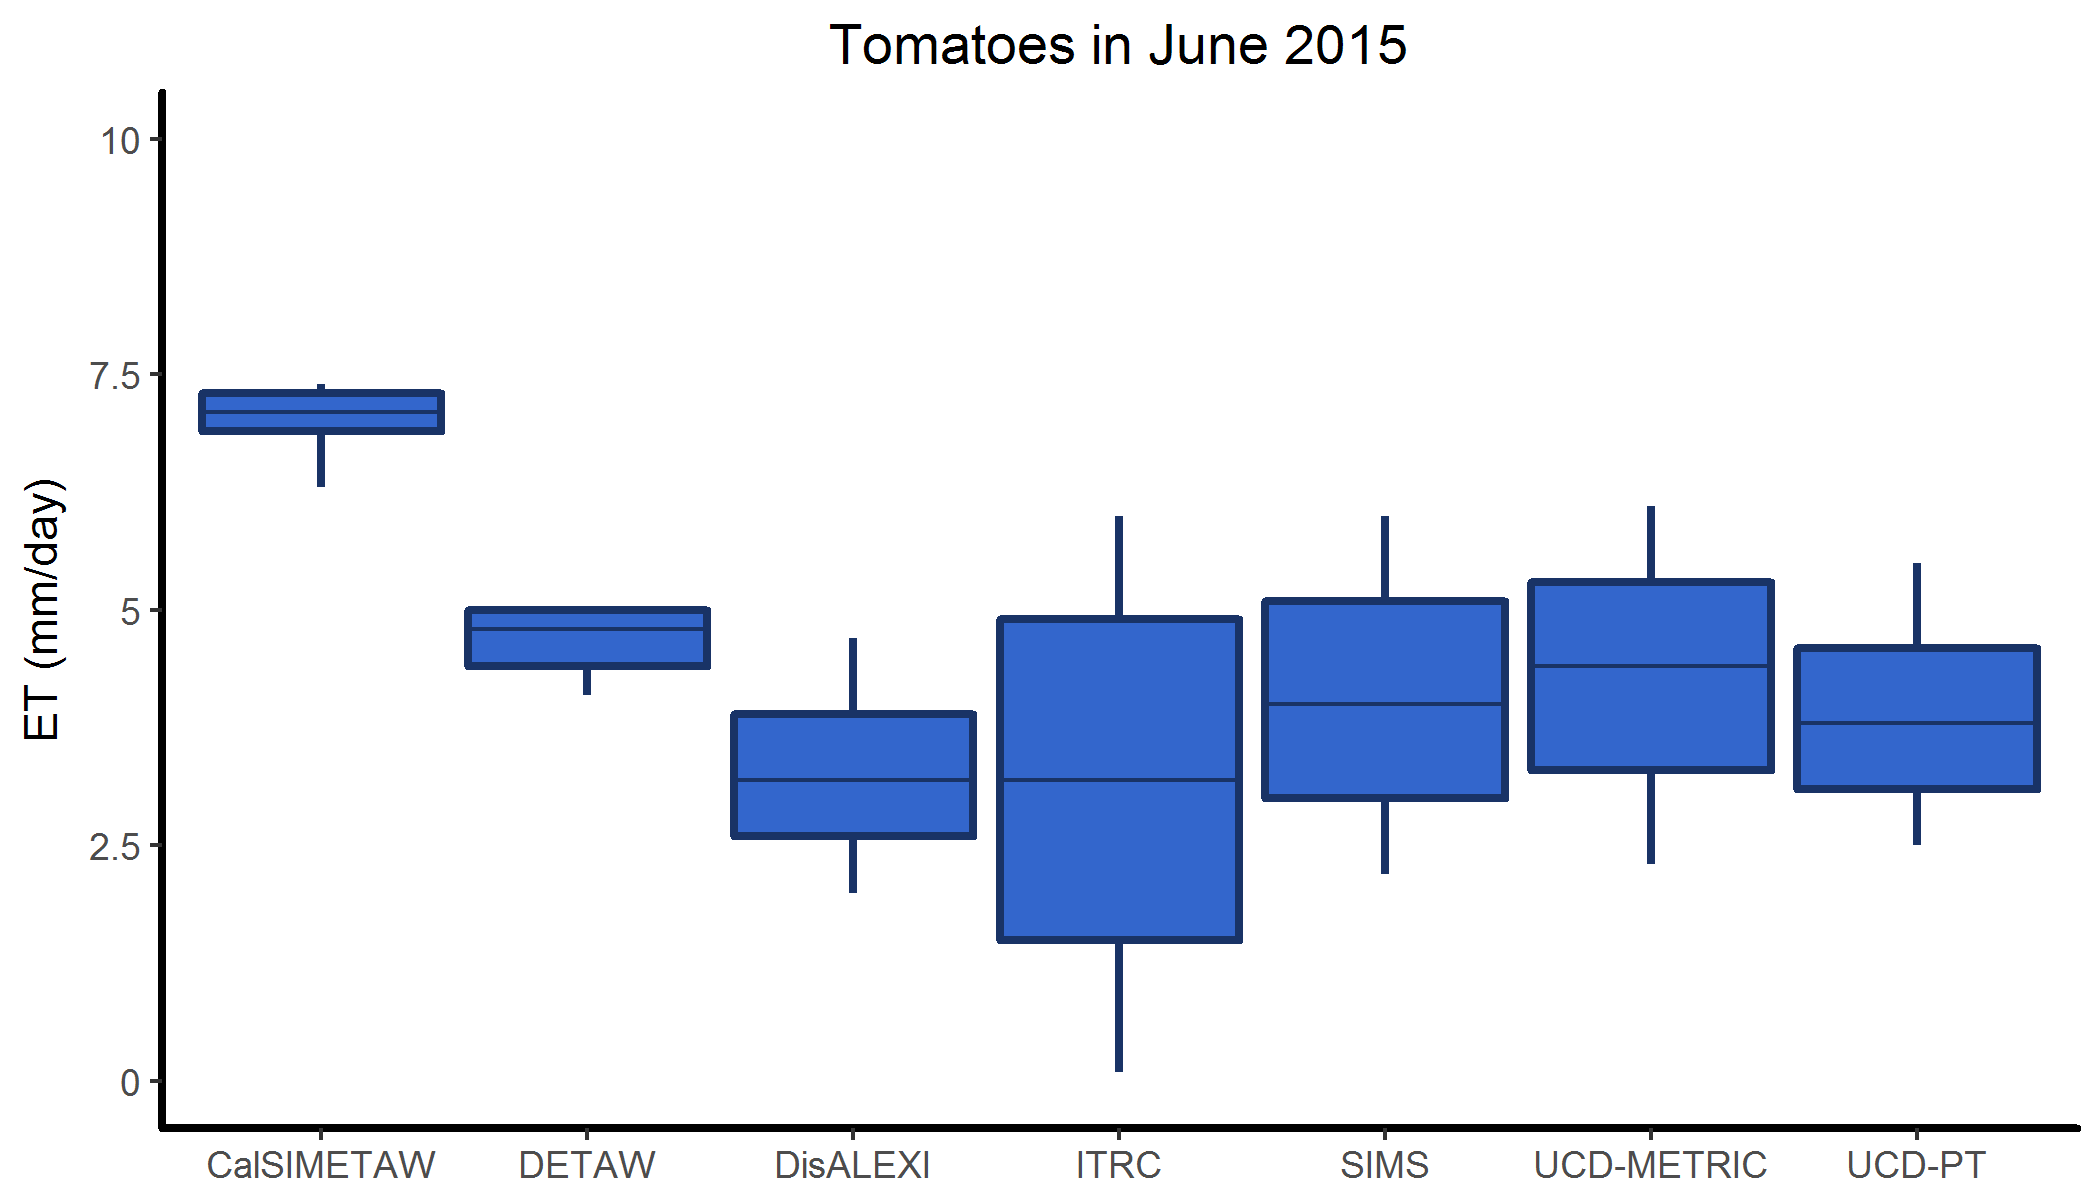 Tomatoes in June 2015
ET (mm/day)
10
7.5
5
2.5
0
CalSIMETAW DETAW DisALEXI ITRC SIMS UCD-METRIC UCD-PT